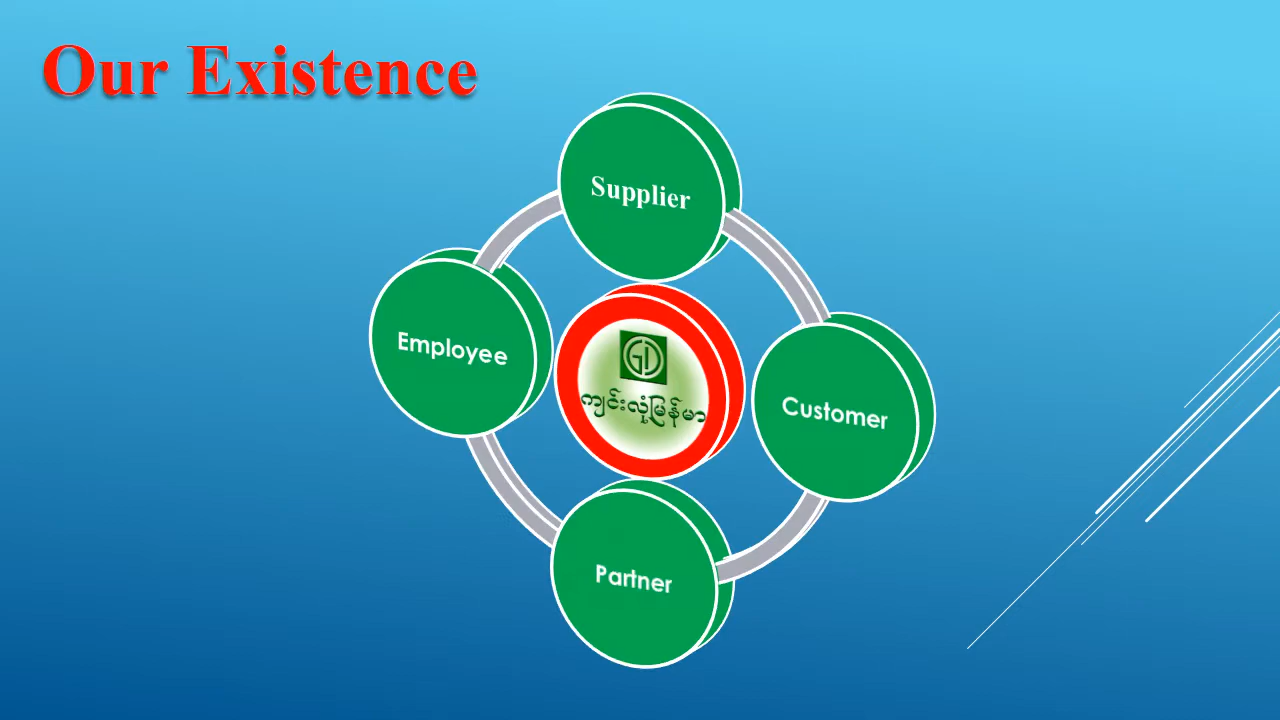 Our Existence
Supplier
Employee
ကျင်းလုံမြန်မာ
Customer
Partner